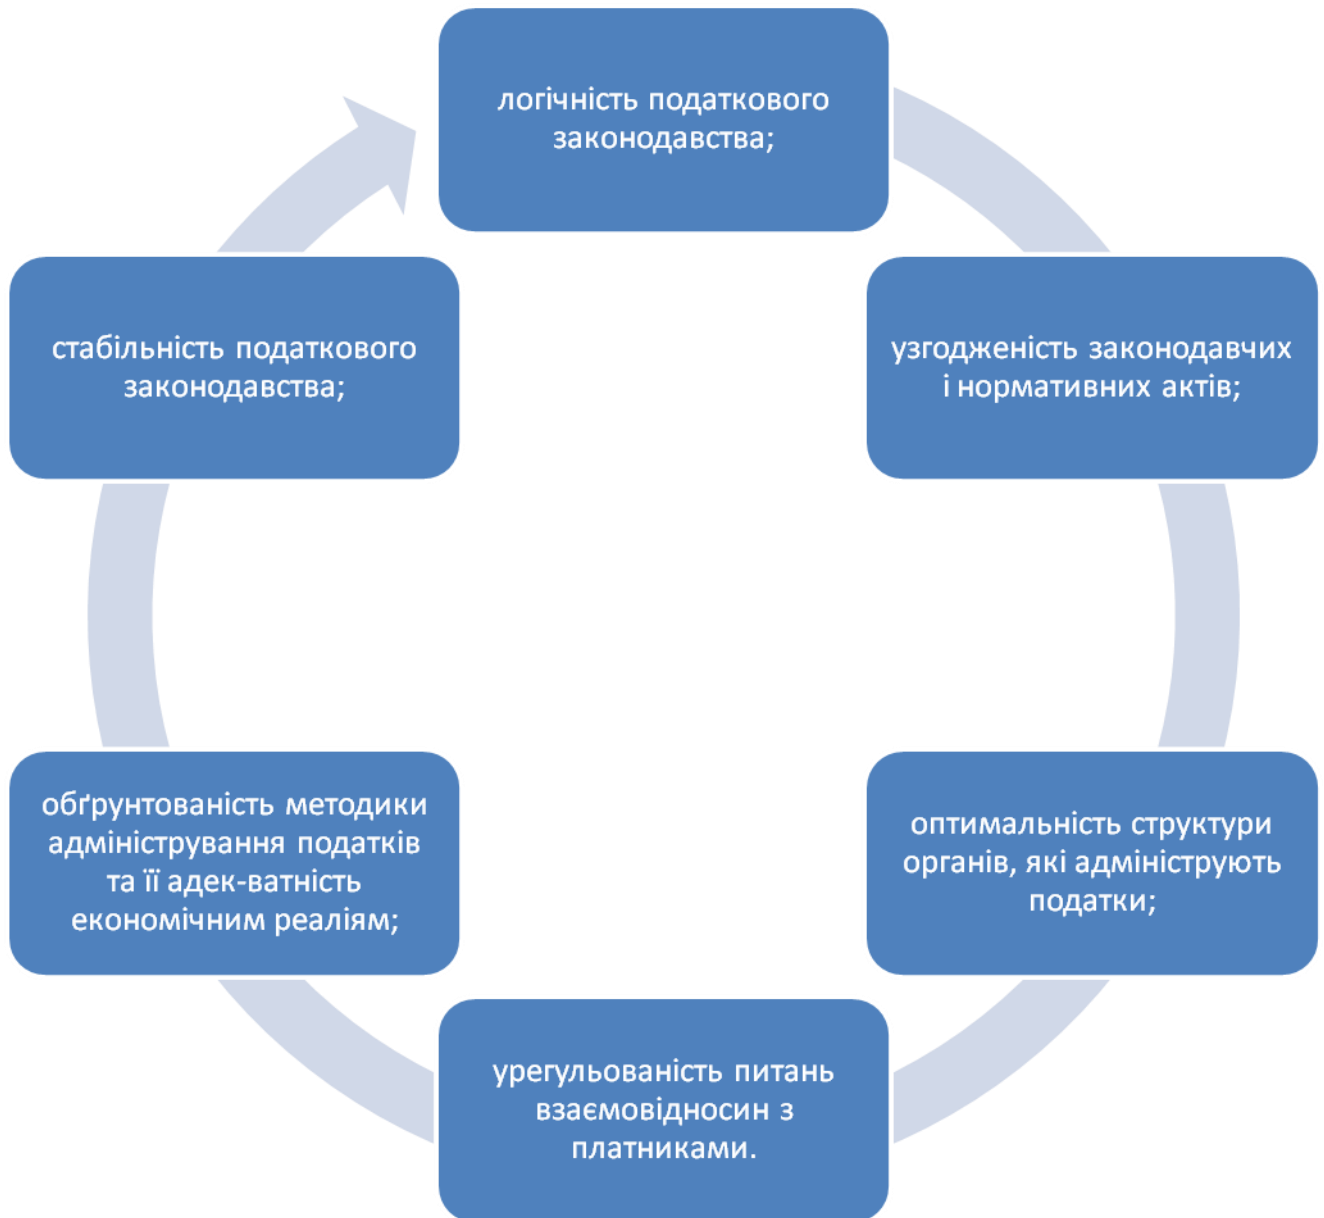 логічність податкового
законодавства;
узгодженість законодавчих
і нормативних актів;
оптимальність структури
органів, які адмініструють
податки;
урегульованість питань
взаємовідносин з
платниками.
обґрунтованість методики
адміністрування податків
та її адек-ватність
економічним реаліям;
стабільність податкового
законодавства;